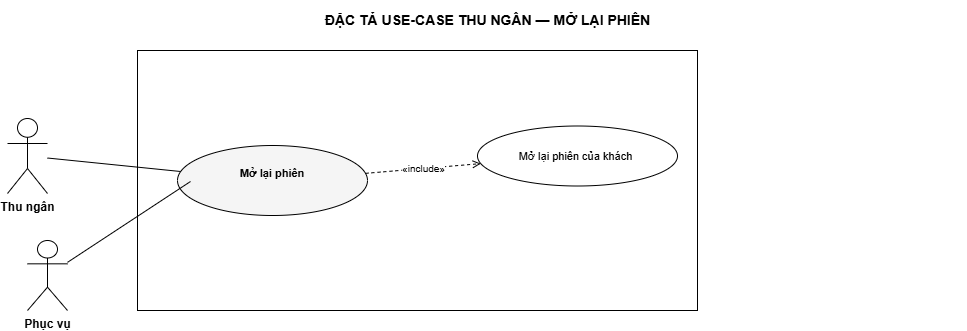 ĐẶC TẢ USE-CASE THU NGÂN — MỞ LẠI PHIÊN
Mở lại phiên
«include»
Mở lại phiên của khách
Thu ngân
Phục vụ